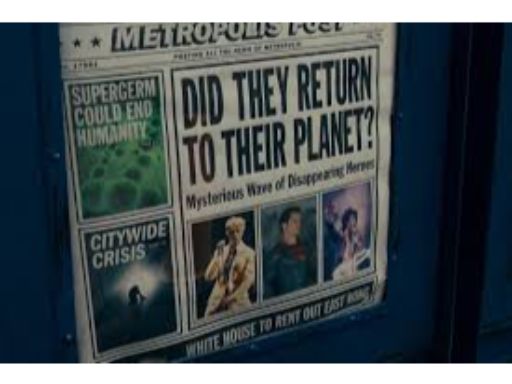 METROPOLIS POST
SUPERGERM
COULD END
HUMANITY
CITYWIDE
CRISIS
DID THEY RETURN
TO THEIR PLANET?
Mysterious Wave of Disappearing Heroes
WHITE HOUSE TO RENT OUT EAST